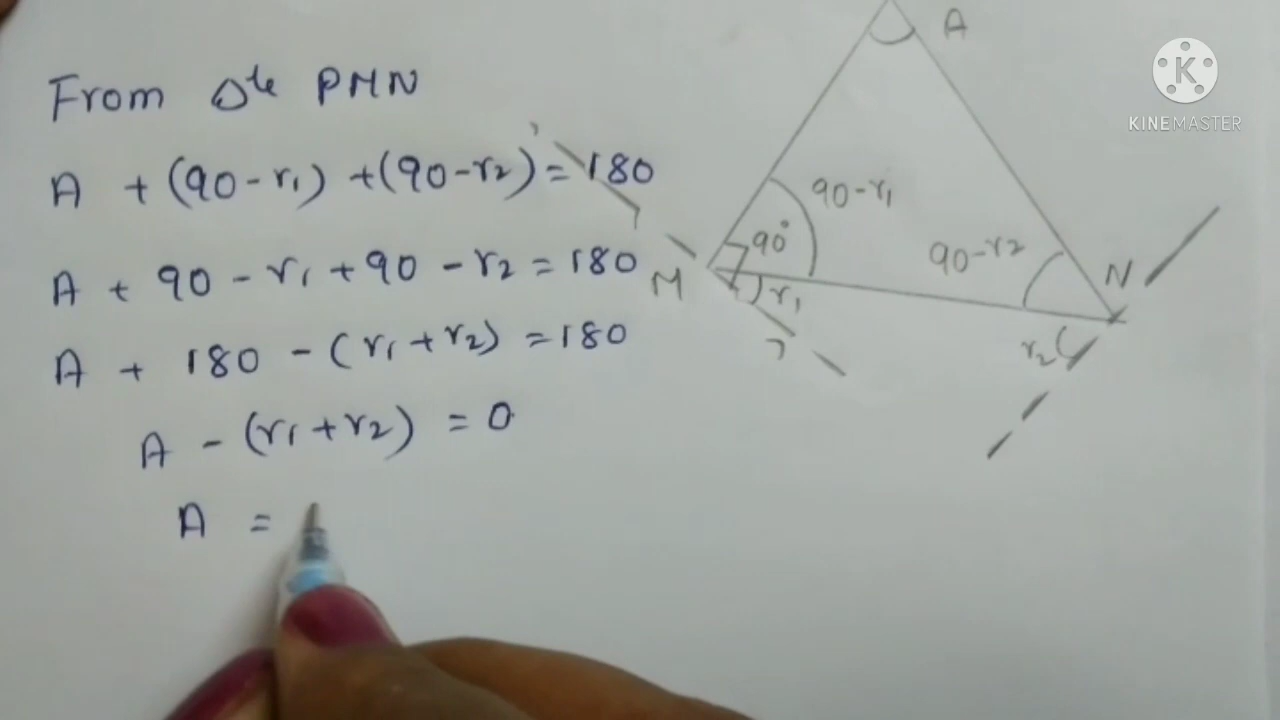 From Δle PMN
A + (90-r₁) + (90-r₂) = 180
A + 90 - r₁ + 90 - r₂ = 180
A + 180 - (r₁ + r₂) = 180
A - (r₁ + r₂) = 0
A =
A
K
KINEMASTER
90-r₁
90°
90-r₂
M
N
r₁
r₂